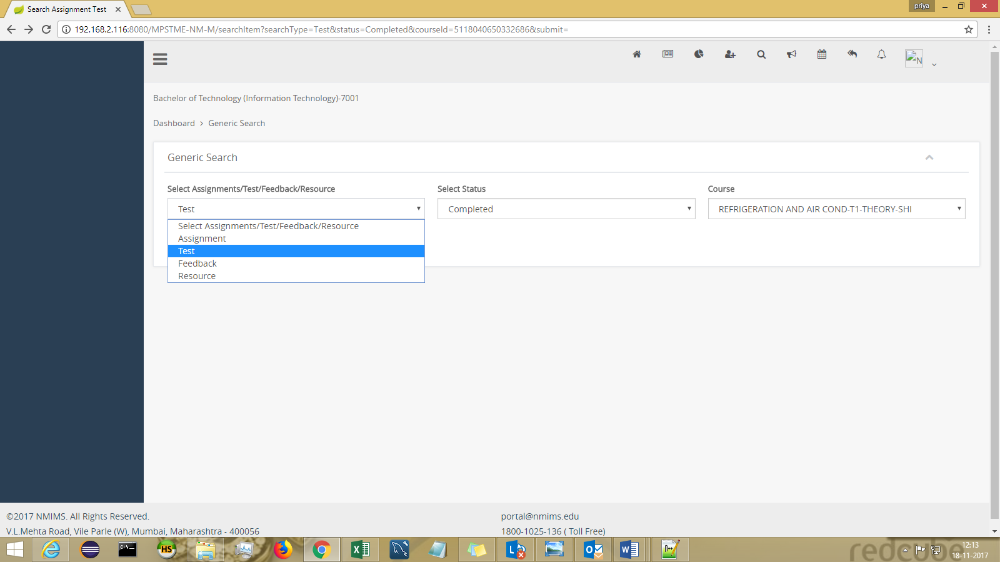 Search Assignment Test
priya
192.168.2.116:8080/MPSTME-NM-M/searchItem?searchType=Test&status=Completed&courseId=5118040650332686&submit=
N
Bachelor of Technology (Information Technology)-7001
Dashboard > Generic Search
Generic Search
Select Assignments/Test/Feedback/Resource
Select Status
Course
Test
Completed
REFRIGERATION AND AIR COND-T1-THEORY-SHI
Select Assignments/Test/Feedback/Resource
Assignment
Test
Feedback
Resource
©2017 NMIMS. All Rights Reserved.
portal@nmims.edu
V.L.Mehta Road, Vile Parle (W), Mumbai, Maharashtra - 400056
1800-1025-136 ( Toll Free)
C:\_
HS
redcube
12:13
18-11-2017